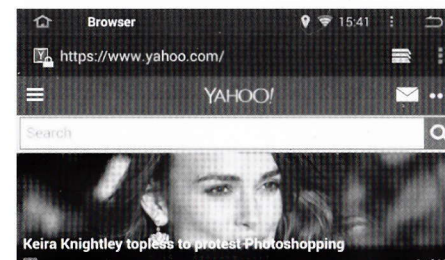 Browser 15:41
https://www.yahoo.com/
YAHOO!
Search
Keira Knightley topless to protest Photoshopping